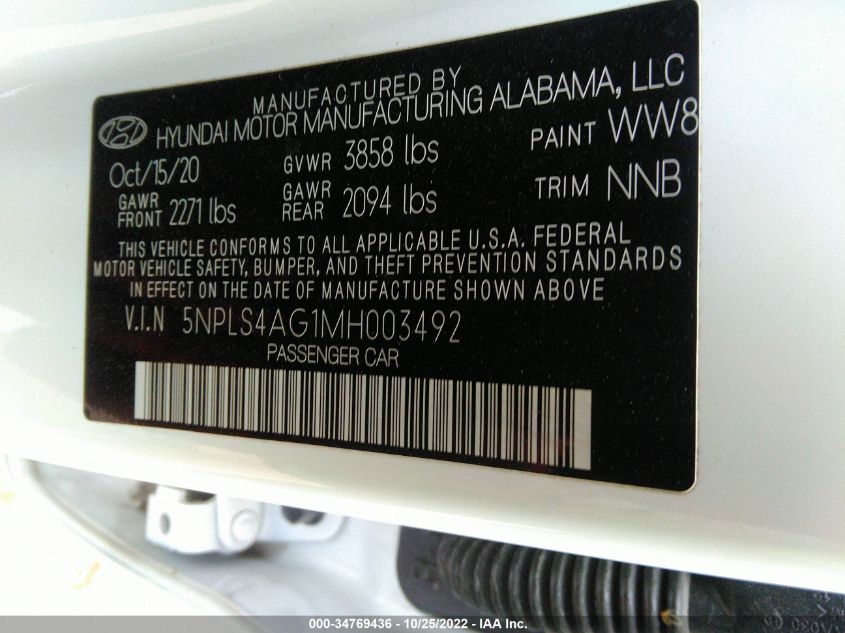 MANUFACTURED BY
HYUNDAI MOTOR MANUFACTURING ALABAMA, LLC
Oct/15/20 GVWR 3858 lbs PAINT WW8
GAWR FRONT 2271 lbs GAWR REAR 2094 lbs TRIM NNB
THIS VEHICLE CONFORMS TO ALL APPLICABLE U.S.A. FEDERAL
MOTOR VEHICLE SAFETY, BUMPER, AND THEFT PREVENTION STANDARDS
IN EFFECT ON THE DATE OF MANUFACTURE SHOWN ABOVE
V.I.N 5NPLS4AG1MH003492
PASSENGER CAR
000-34769436 - 10/25/2022 - IAA Inc.